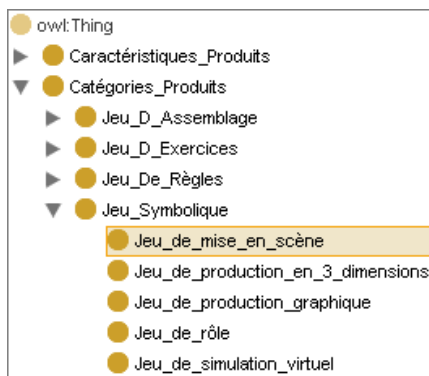 owl:Thing
Caractéristiques_Produits
Catégories_Produits
Jeu_D_Assemblage
Jeu_D_Exercices
Jeu_De_Règles
Jeu_Symbolique
Jeu_de_mise_en_scène
Jeu_de_production_en_3_dimensions
Jeu_de_production_graphique
Jeu_de_rôle
Jeu_de_simulation_virtuel